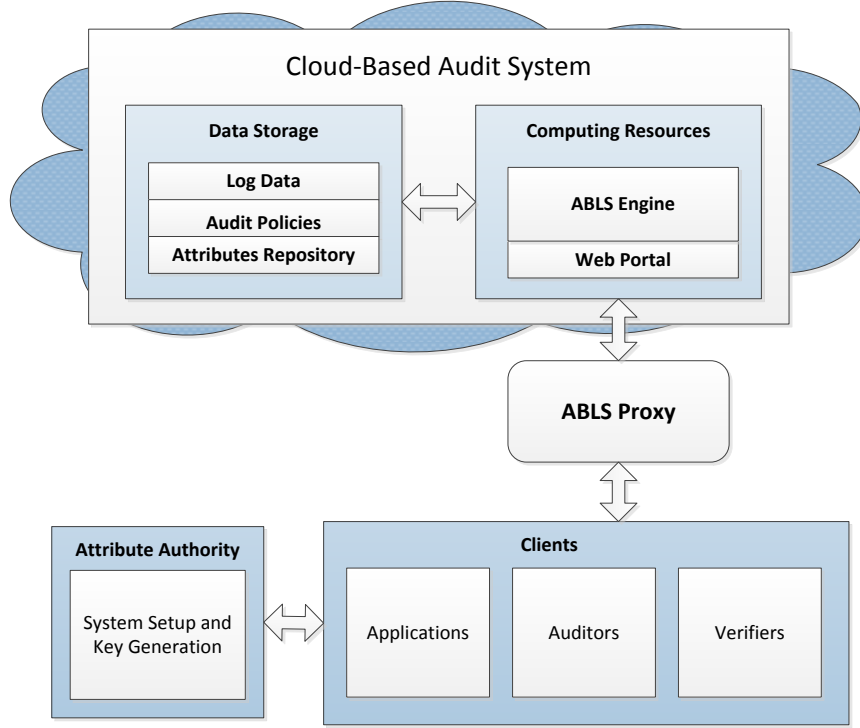 Cloud-Based Audit System
Data Storage
Log Data
Audit Policies
Attributes Repository
Computing Resources
ABLS Engine
Web Portal
ABLS Proxy
Attribute Authority
System Setup and
Key Generation
Clients
Applications
Auditors
Verifiers